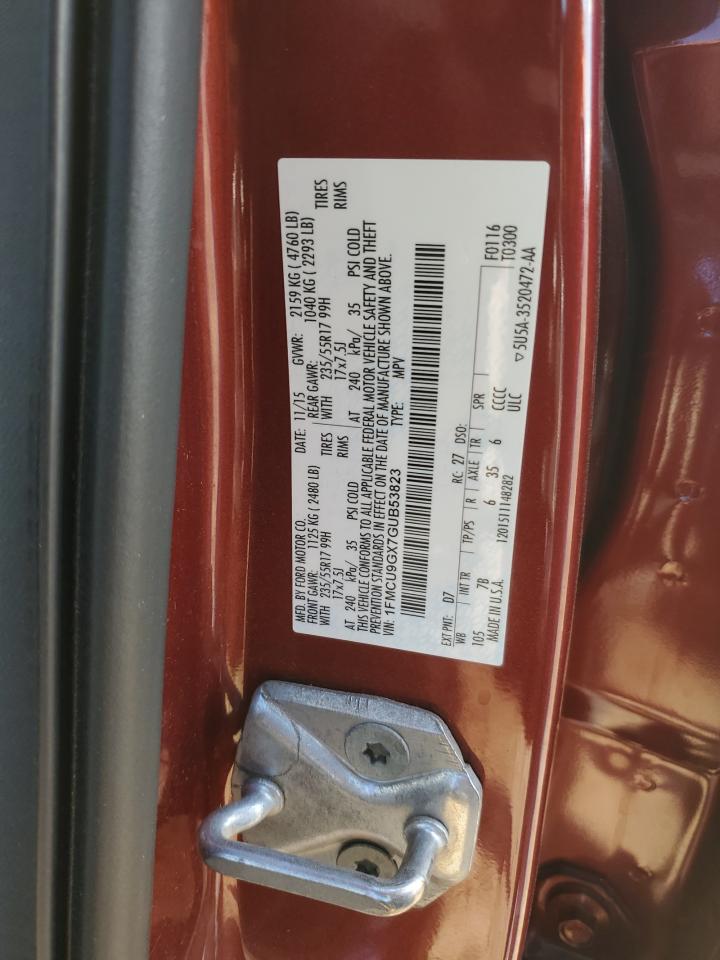 MFD. BY FORD MOTOR CO.
DATE: 11/15 GVWR: 2159 KG ( 4760 LB)
FRONT GAWR: 1125 KG ( 2480 LB) REAR GAWR: 1040 KG ( 2293 LB)
WITH 235/55R17 99H TIRES WITH 235/55R17 99H TIRES
17x7.5J RIMS 17x7.5J RIMS
AT 240 kPa/ 35 PSI COLD AT 240 kPa/ 35 PSI COLD
THIS VEHICLE CONFORMS TO ALL APPLICABLE FEDERAL MOTOR VEHICLE SAFETY AND THEFT
PREVENTION STANDARDS IN EFFECT ON THE DATE OF MANUFACTURE SHOWN ABOVE.
VIN: 1FMCU9GX7GUB53823 TYPE: MPV
EXT PNT: D7 RC: 27 DSO: F0116
WB INT TR TP/PS R AXLE TR SPR T0300
105 7B 6 35 6 CCCC
MADE IN U.S.A. 1201511148282 ULC ▽5U5A-3520472-AA